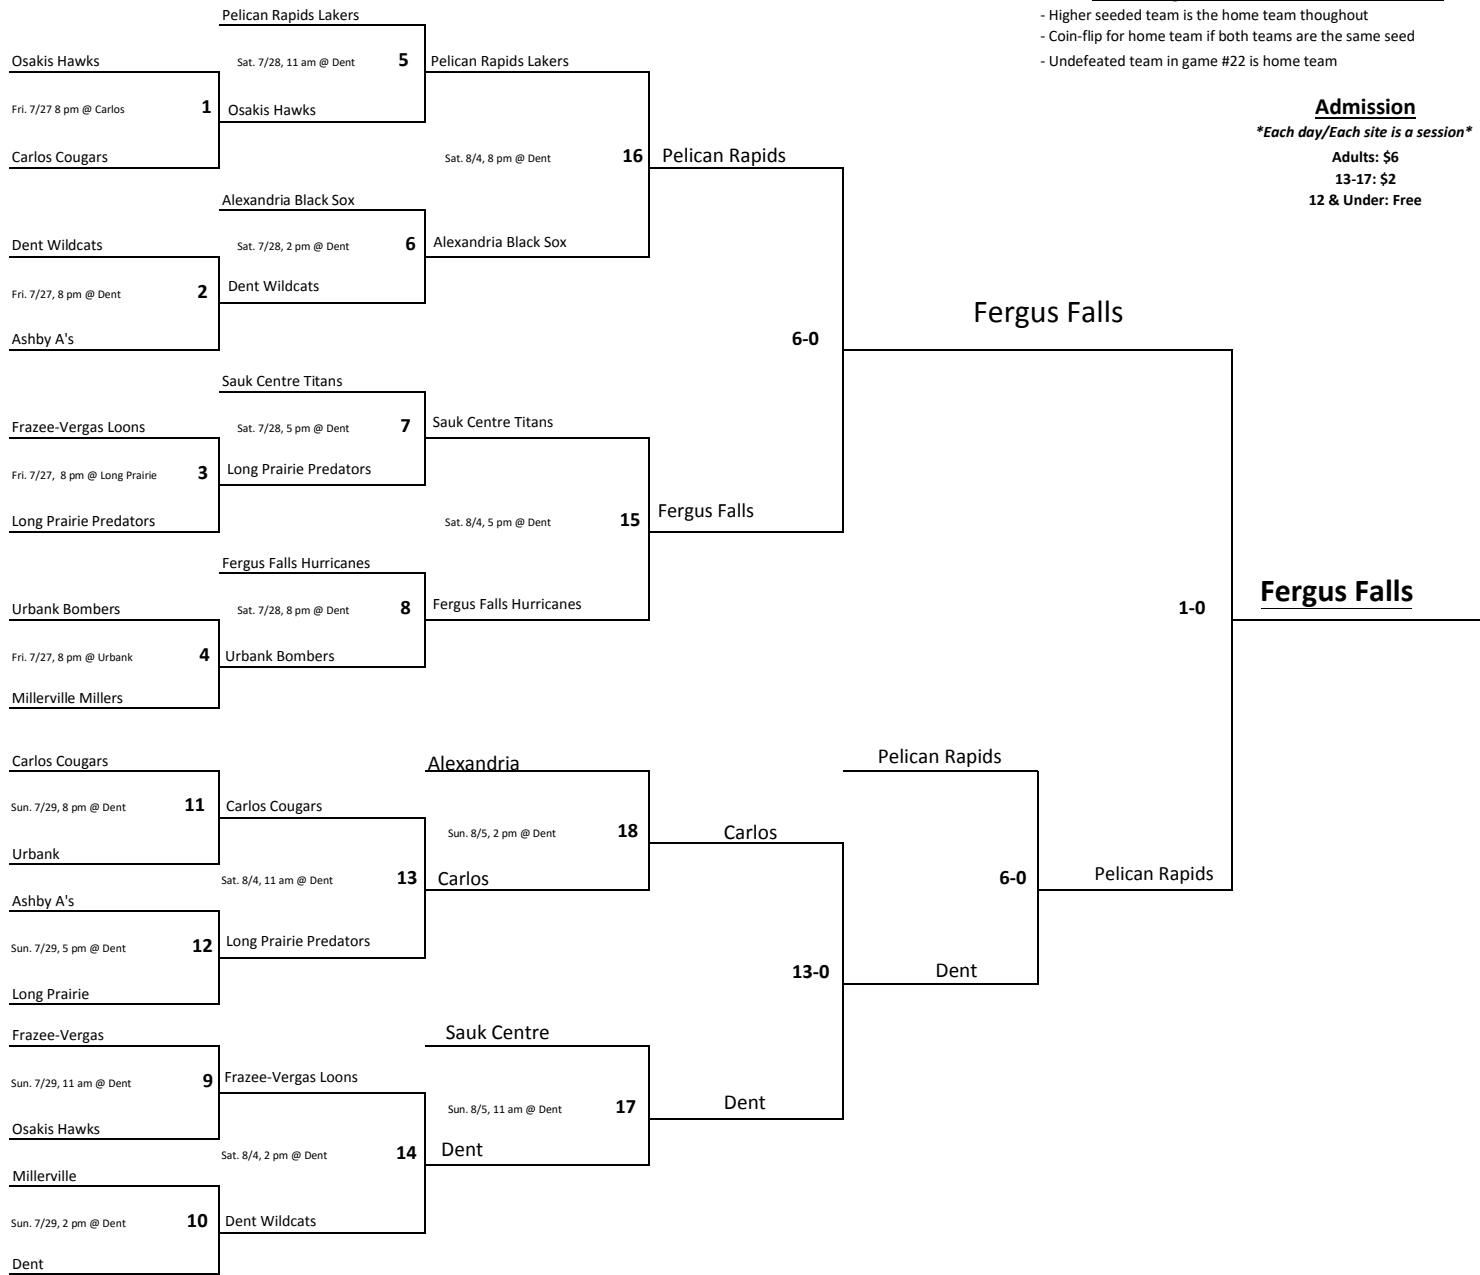 Pelican Rapids Lakers
- Higher seeded team is the home team thoughout
- Coin-flip for home team if both teams are the same seed
- Undefeated team in game #22 is home team
Admission
*Each day/Each site is a session*
Adults: $6
13-17: $2
12 & Under: Free
Osakis Hawks
Sat. 7/28, 11 am @ Dent
5
Pelican Rapids Lakers
Fri. 7/27 8 pm @ Carlos
1
Osakis Hawks
Carlos Cougars
Sat. 8/4, 8 pm @ Dent
16
Pelican Rapids
Alexandria Black Sox
Dent Wildcats
Sat. 7/28, 2 pm @ Dent
6
Alexandria Black Sox
Fri. 7/27, 8 pm @ Dent
2
Dent Wildcats
Ashby A's
6-0
Fergus Falls
Sauk Centre Titans
Frazee-Vergas Loons
Sat. 7/28, 5 pm @ Dent
7
Sauk Centre Titans
Fri. 7/27,  8 pm @ Long Prairie
3
Long Prairie Predators
Long Prairie Predators
Sat. 8/4, 5 pm @ Dent
15
Fergus Falls
Fergus Falls Hurricanes
Urbank Bombers
Sat. 7/28, 8 pm @ Dent
8
Fergus Falls Hurricanes
1-0
Fergus Falls
Fri. 7/27, 8 pm @ Urbank
4
Urbank Bombers
Millerville Millers
Carlos Cougars
Alexandria
Pelican Rapids
Sun. 7/29, 8 pm @ Dent
11
Carlos Cougars
Sun. 8/5, 2 pm @ Dent
18
Carlos
Urbank
Sat. 8/4, 11 am @ Dent
13
Carlos
6-0
Pelican Rapids
Ashby A's
Sun. 7/29, 5 pm @ Dent
12
Long Prairie Predators
13-0
Dent
Long Prairie
Frazee-Vergas
Sauk Centre
Sun. 7/29, 11 am @ Dent
9
Frazee-Vergas Loons
Sun. 8/5, 11 am @ Dent
17
Dent
Osakis Hawks
Sat. 8/4, 2 pm @ Dent
14
Dent
Millerville
Sun. 7/29, 2 pm @ Dent
10
Dent Wildcats
Dent